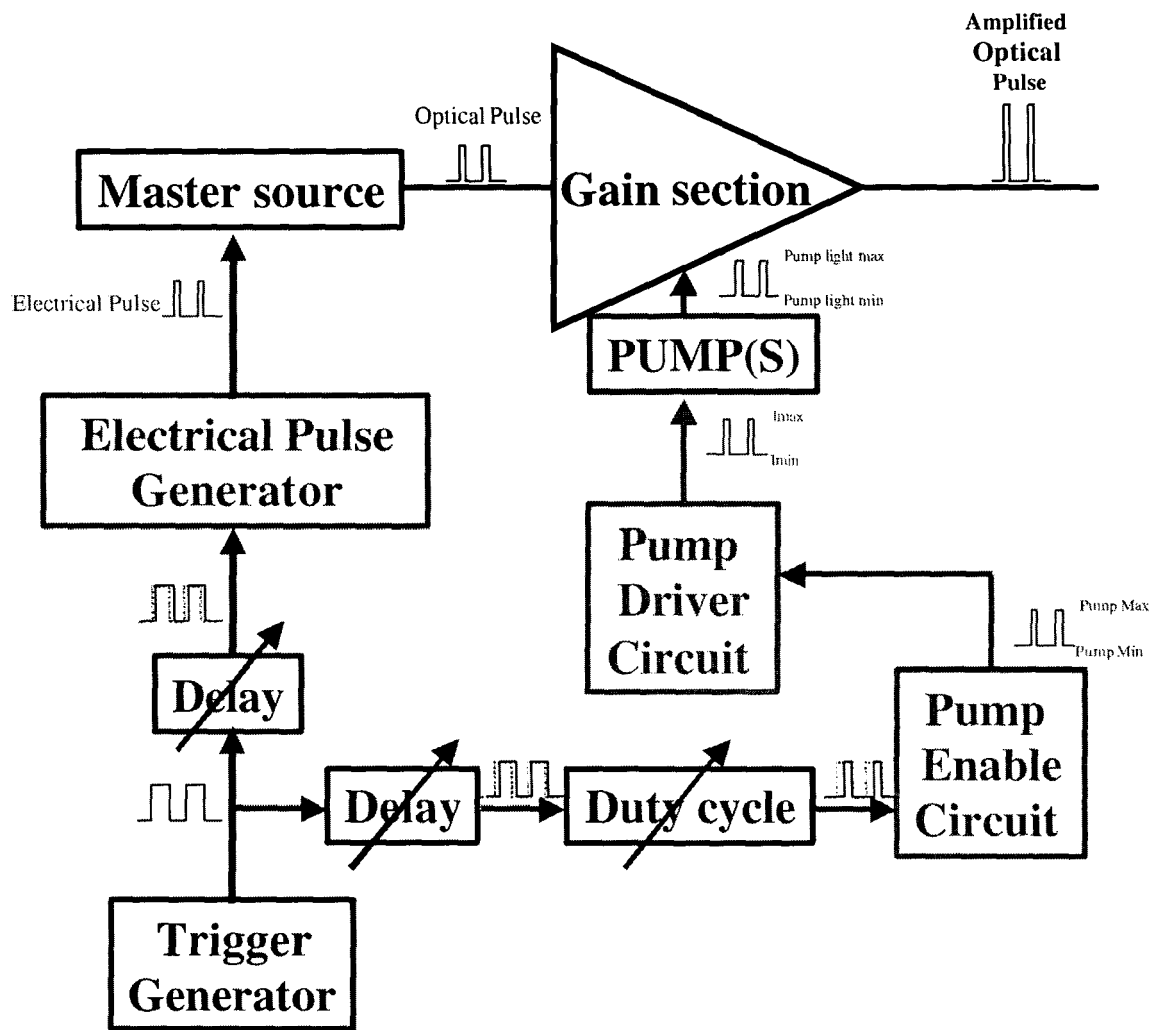 Amplified
Optical
Pulse
Optical Pulse
Master source
Gain section
Pump light max
Pump light min
Electrical Pulse
PUMP(S)
Imax
Imin
Electrical Pulse
Generator
Pump
Driver
Circuit
Pump Max
Pump Min
Delay
Pump
Enable
Circuit
Delay
Duty cycle
Trigger
Generator